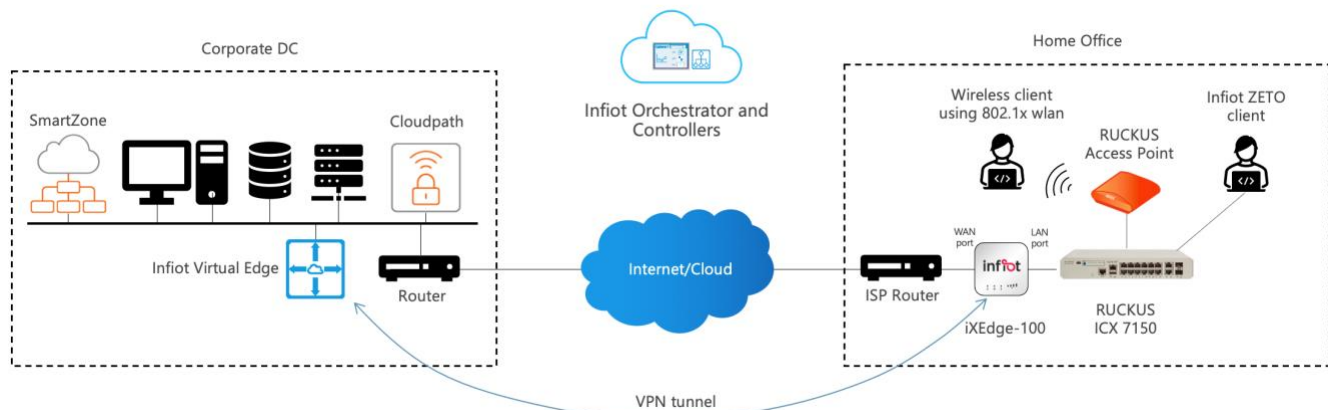 Corporate DC
SmartZone
Cloudpath
Infiot Virtual Edge
Router
Infiot Orchestrator and
Controllers
Internet/Cloud
VPN tunnel
Home Office
Wireless client
using 802.1x wlan
RUCKUS
Access Point
Infiot ZETO
client
ISP Router
WAN
port
infiot
LAN
port
iXEdge-100
RUCKUS
ICX 7150